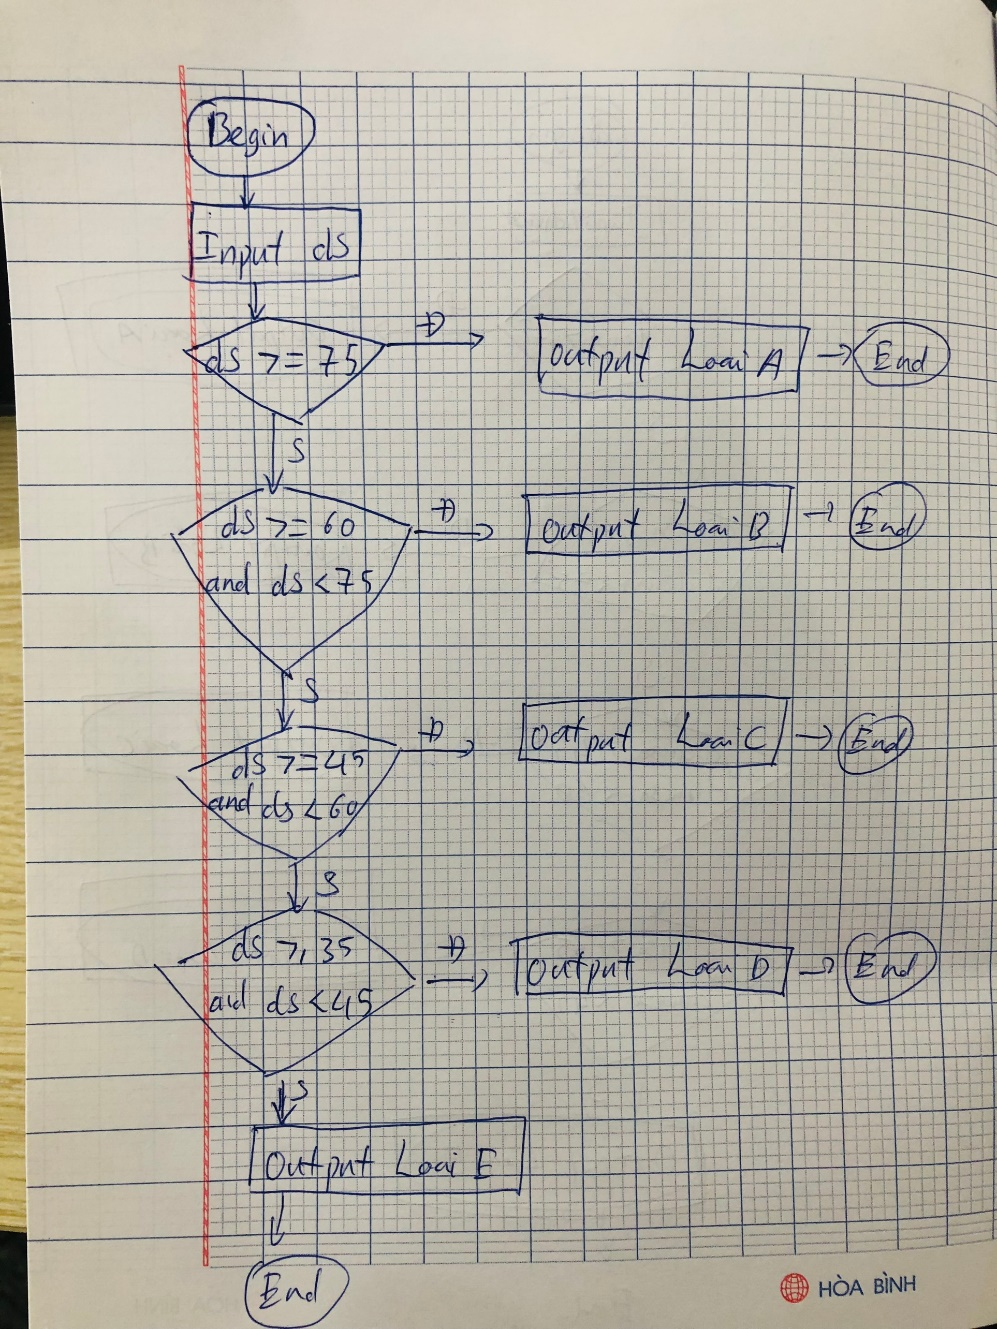 Begin
Input ds
ds >= 75
Đ
Output Loai A
End
S
ds >= 60
and ds < 75
Đ
Output Loai B
End
S
ds >= 45
and ds < 60
Đ
Output Loai C
End
S
ds >, 35
and ds < 45
Đ
Output Loai D
End
S
Output Loai E
End
HÒA BÌNH